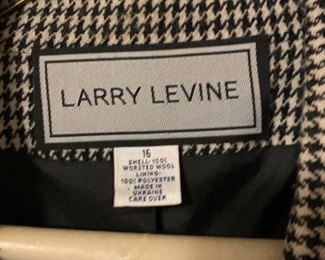 LARRY LEVINE
16
SHELL: 100%
WORSTED WOOL
LINING:
100% POLYESTER
MADE IN
UKRAINE
CARE OVER